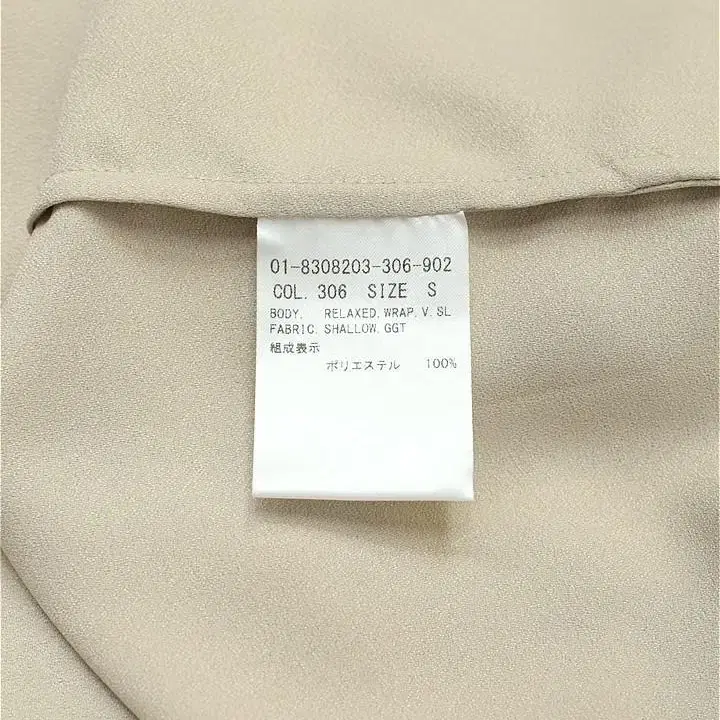 01-8308203-306-902
COL. 306 SIZE S
BODY. RELAXED.WRAP.V.SL
FABRIC.SHALLOW.GGT
組成表示
ポリエステル 100%